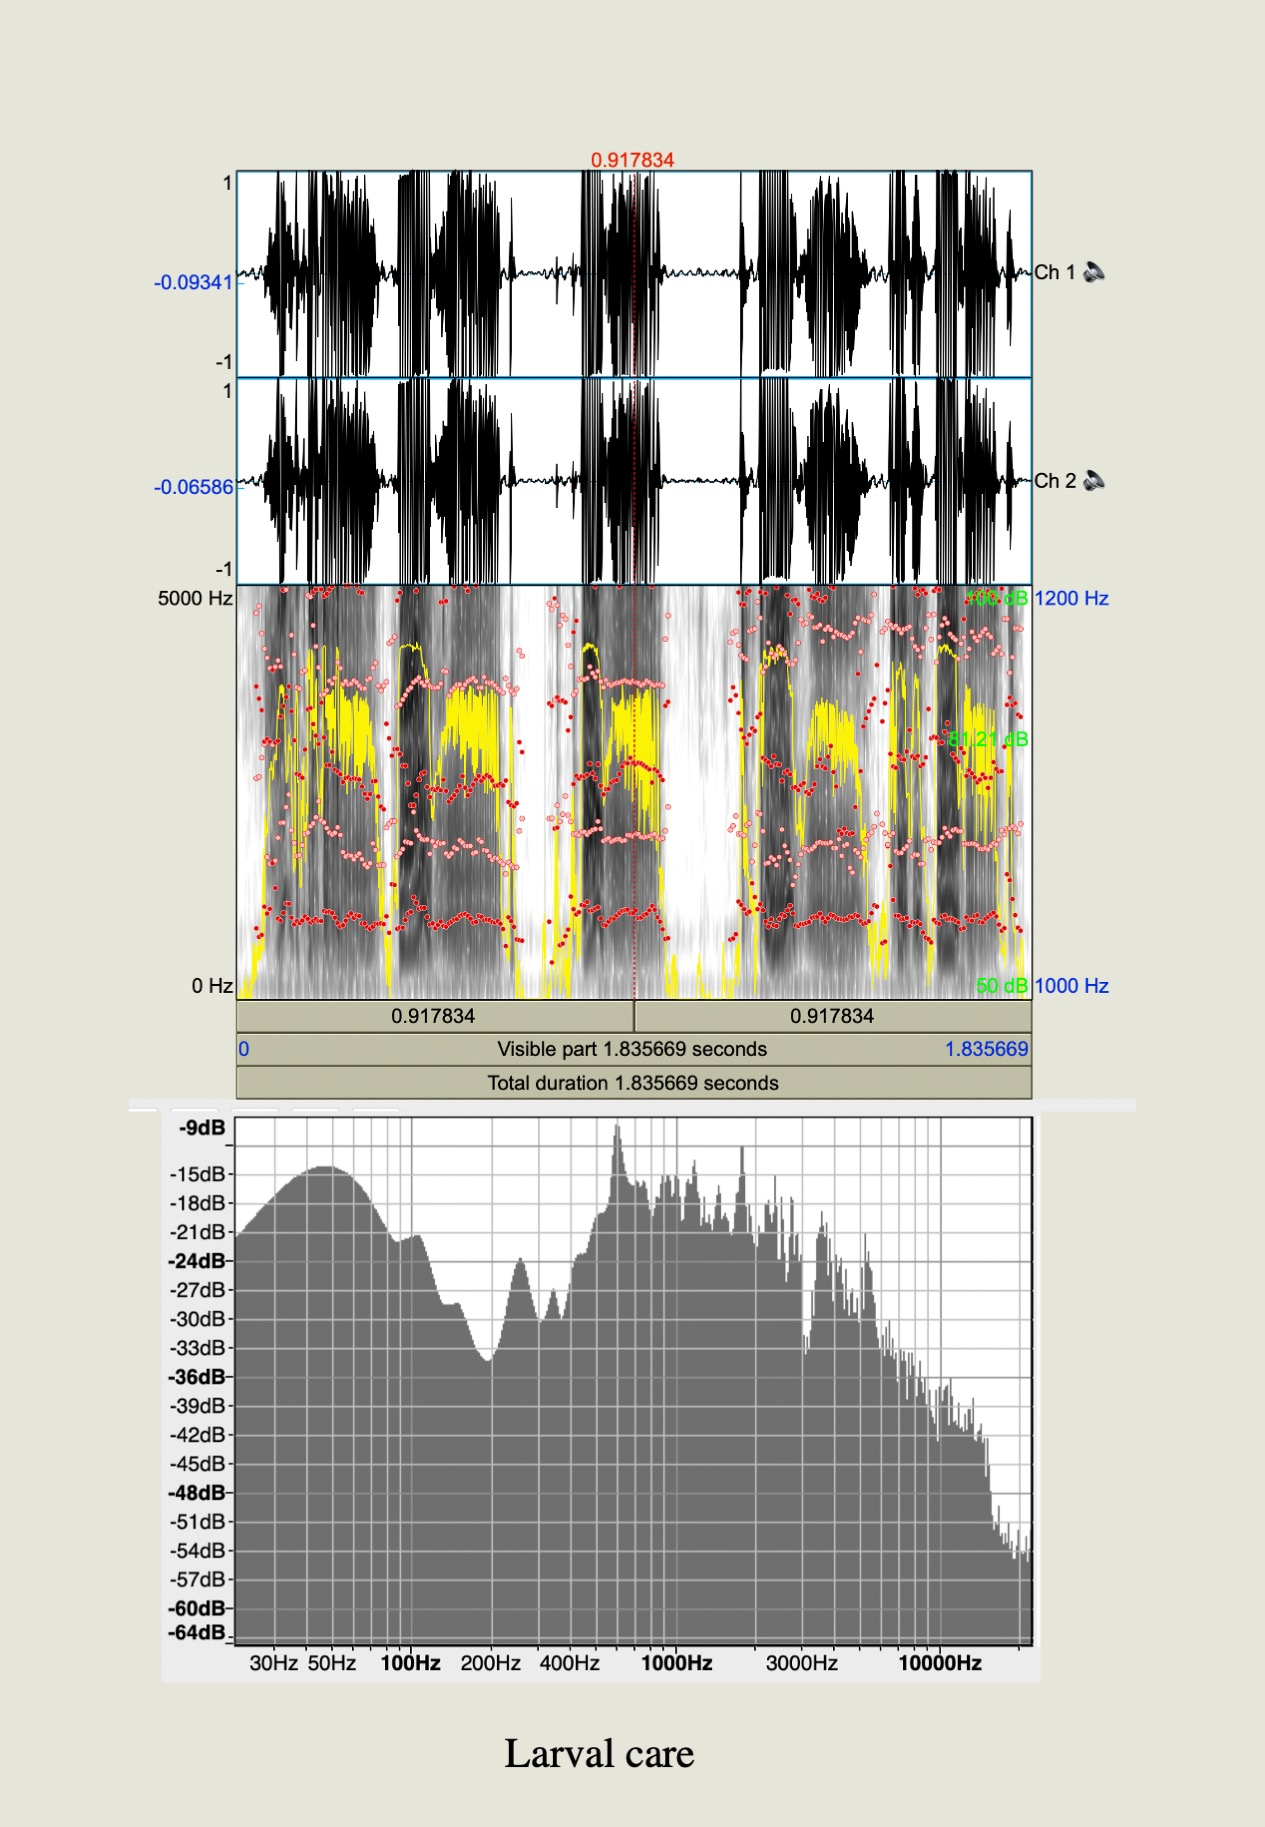 0.917834
1
-0.09341
Ch 1
-1
1
-0.06586
Ch 2
-1
5000 Hz
100 dB
1200 Hz
81.21 dB
0 Hz
50 dB
1000 Hz
0.917834
0.917834
0
Visible part 1.835669 seconds
1.835669
Total duration 1.835669 seconds
-9dB
-15dB
-18dB
-21dB
-24dB
-27dB
-30dB
-33dB
-36dB
-39dB
-42dB
-45dB
-48dB
-51dB
-54dB
-57dB
-60dB
-64dB
30Hz 50Hz 100Hz 200Hz 400Hz 1000Hz 3000Hz 10000Hz
Larval care